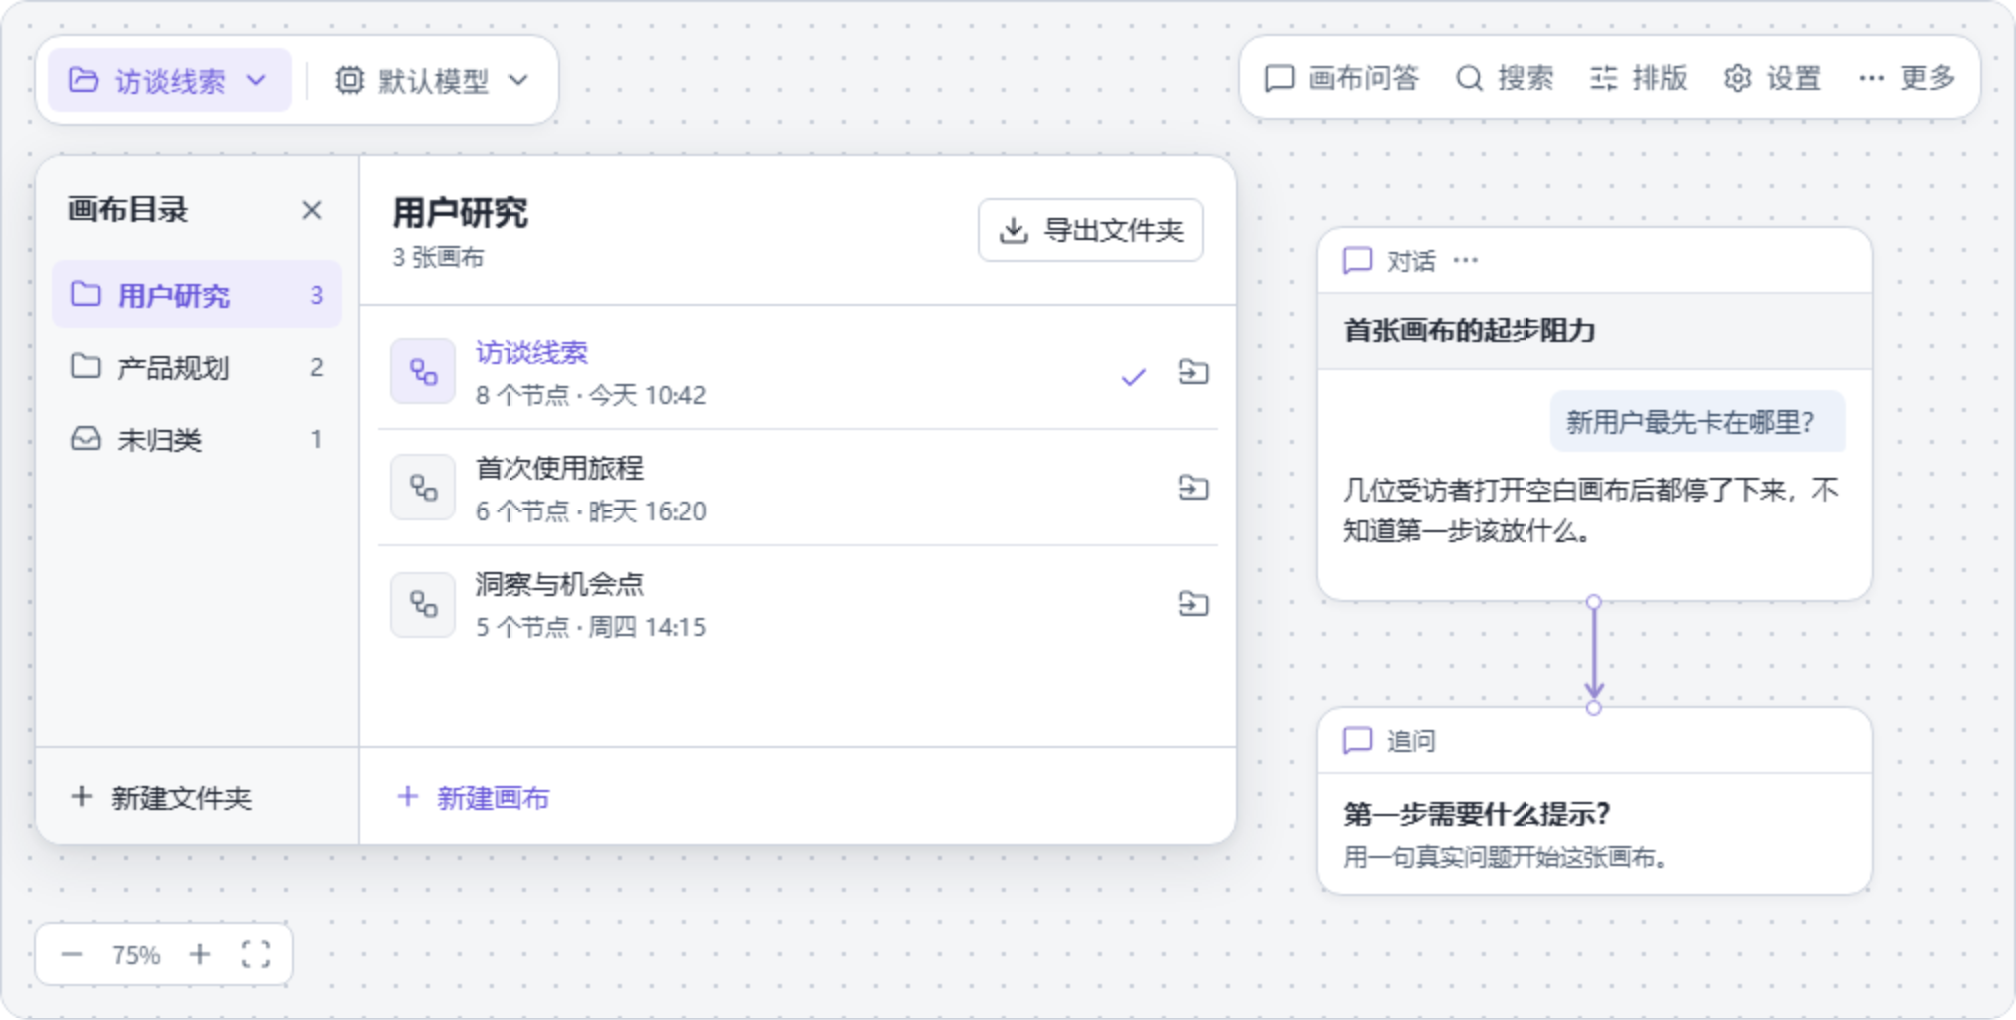 访谈线索
默认模型
画布问答
搜索
排版
设置
更多
画布目录
用户研究 3
产品规划 2
未归类 1
新建文件夹
用户研究
3 张画布
导出文件夹
访谈线索
8 个节点 · 今天 10:42
首次使用旅程
6 个节点 · 昨天 16:20
洞察与机会点
5 个节点 · 周四 14:15
新建画布
对话
首张画布的起步阻力
新用户最先卡在哪里？
几位受访者打开空白画布后都停了下来，不
知道第一步该放什么。
追问
第一步需要什么提示？
用一句真实问题开始这张画布。
75%